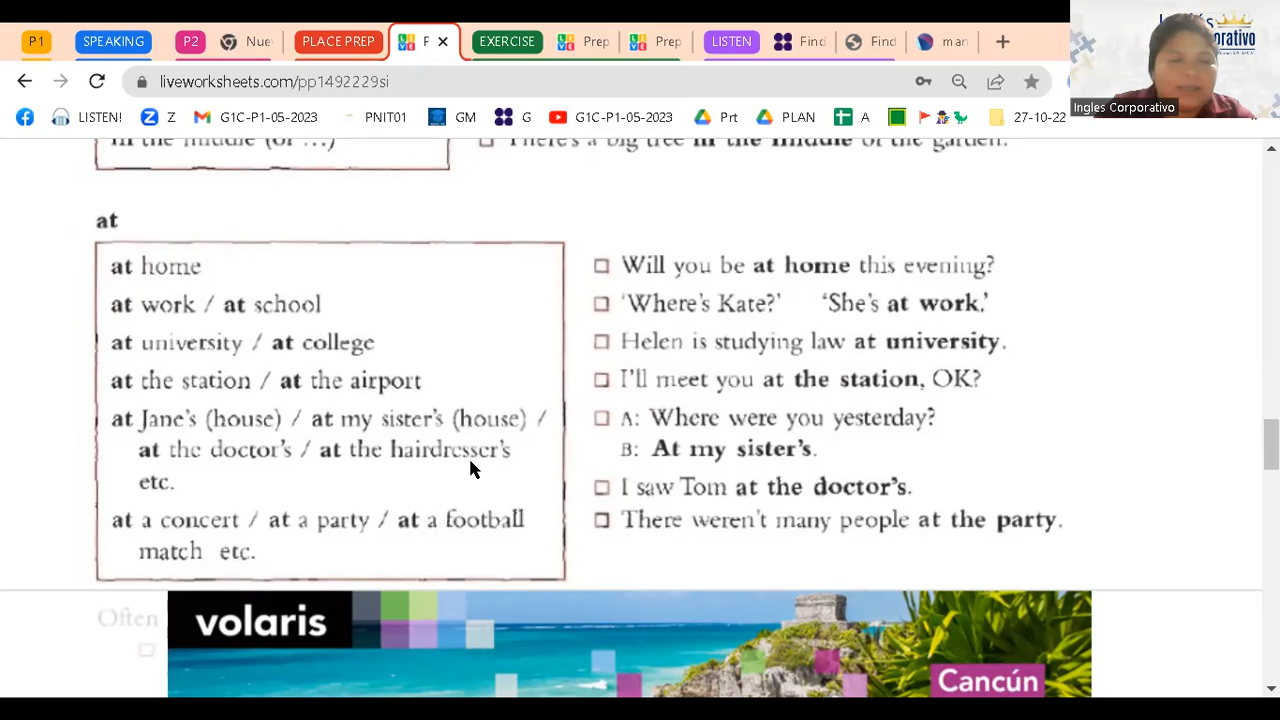 P1
SPEAKING
P2
Nue
PLACE PREP
P
EXERCISE
Prep
Prep
LISTEN
Find
Find
man
liveworksheets.com/pp1492229si
LISTEN!
Z
G1C-P1-05-2023
PNIT01
GM
G
G1C-P1-05-2023
Prt
PLAN
A
27-10-22
orativo
Ingles Corporativo
in the middle (of ...)
There's a big tree in the middle of the garden.
at
at home
at work / at school
at university / at college
at the station / at the airport
at Jane's (house) / at my sister's (house) /
at the doctor's / at the hairdresser's
etc.
at a concert / at a party / at a football
match etc.
Will you be at home this evening?
'Where's Kate?' 'She's at work.'
Helen is studying law at university.
I'll meet you at the station, OK?
A: Where were you yesterday?
B: At my sister's.
I saw Tom at the doctor's.
There weren't many people at the party.
Often
volaris
Cancún